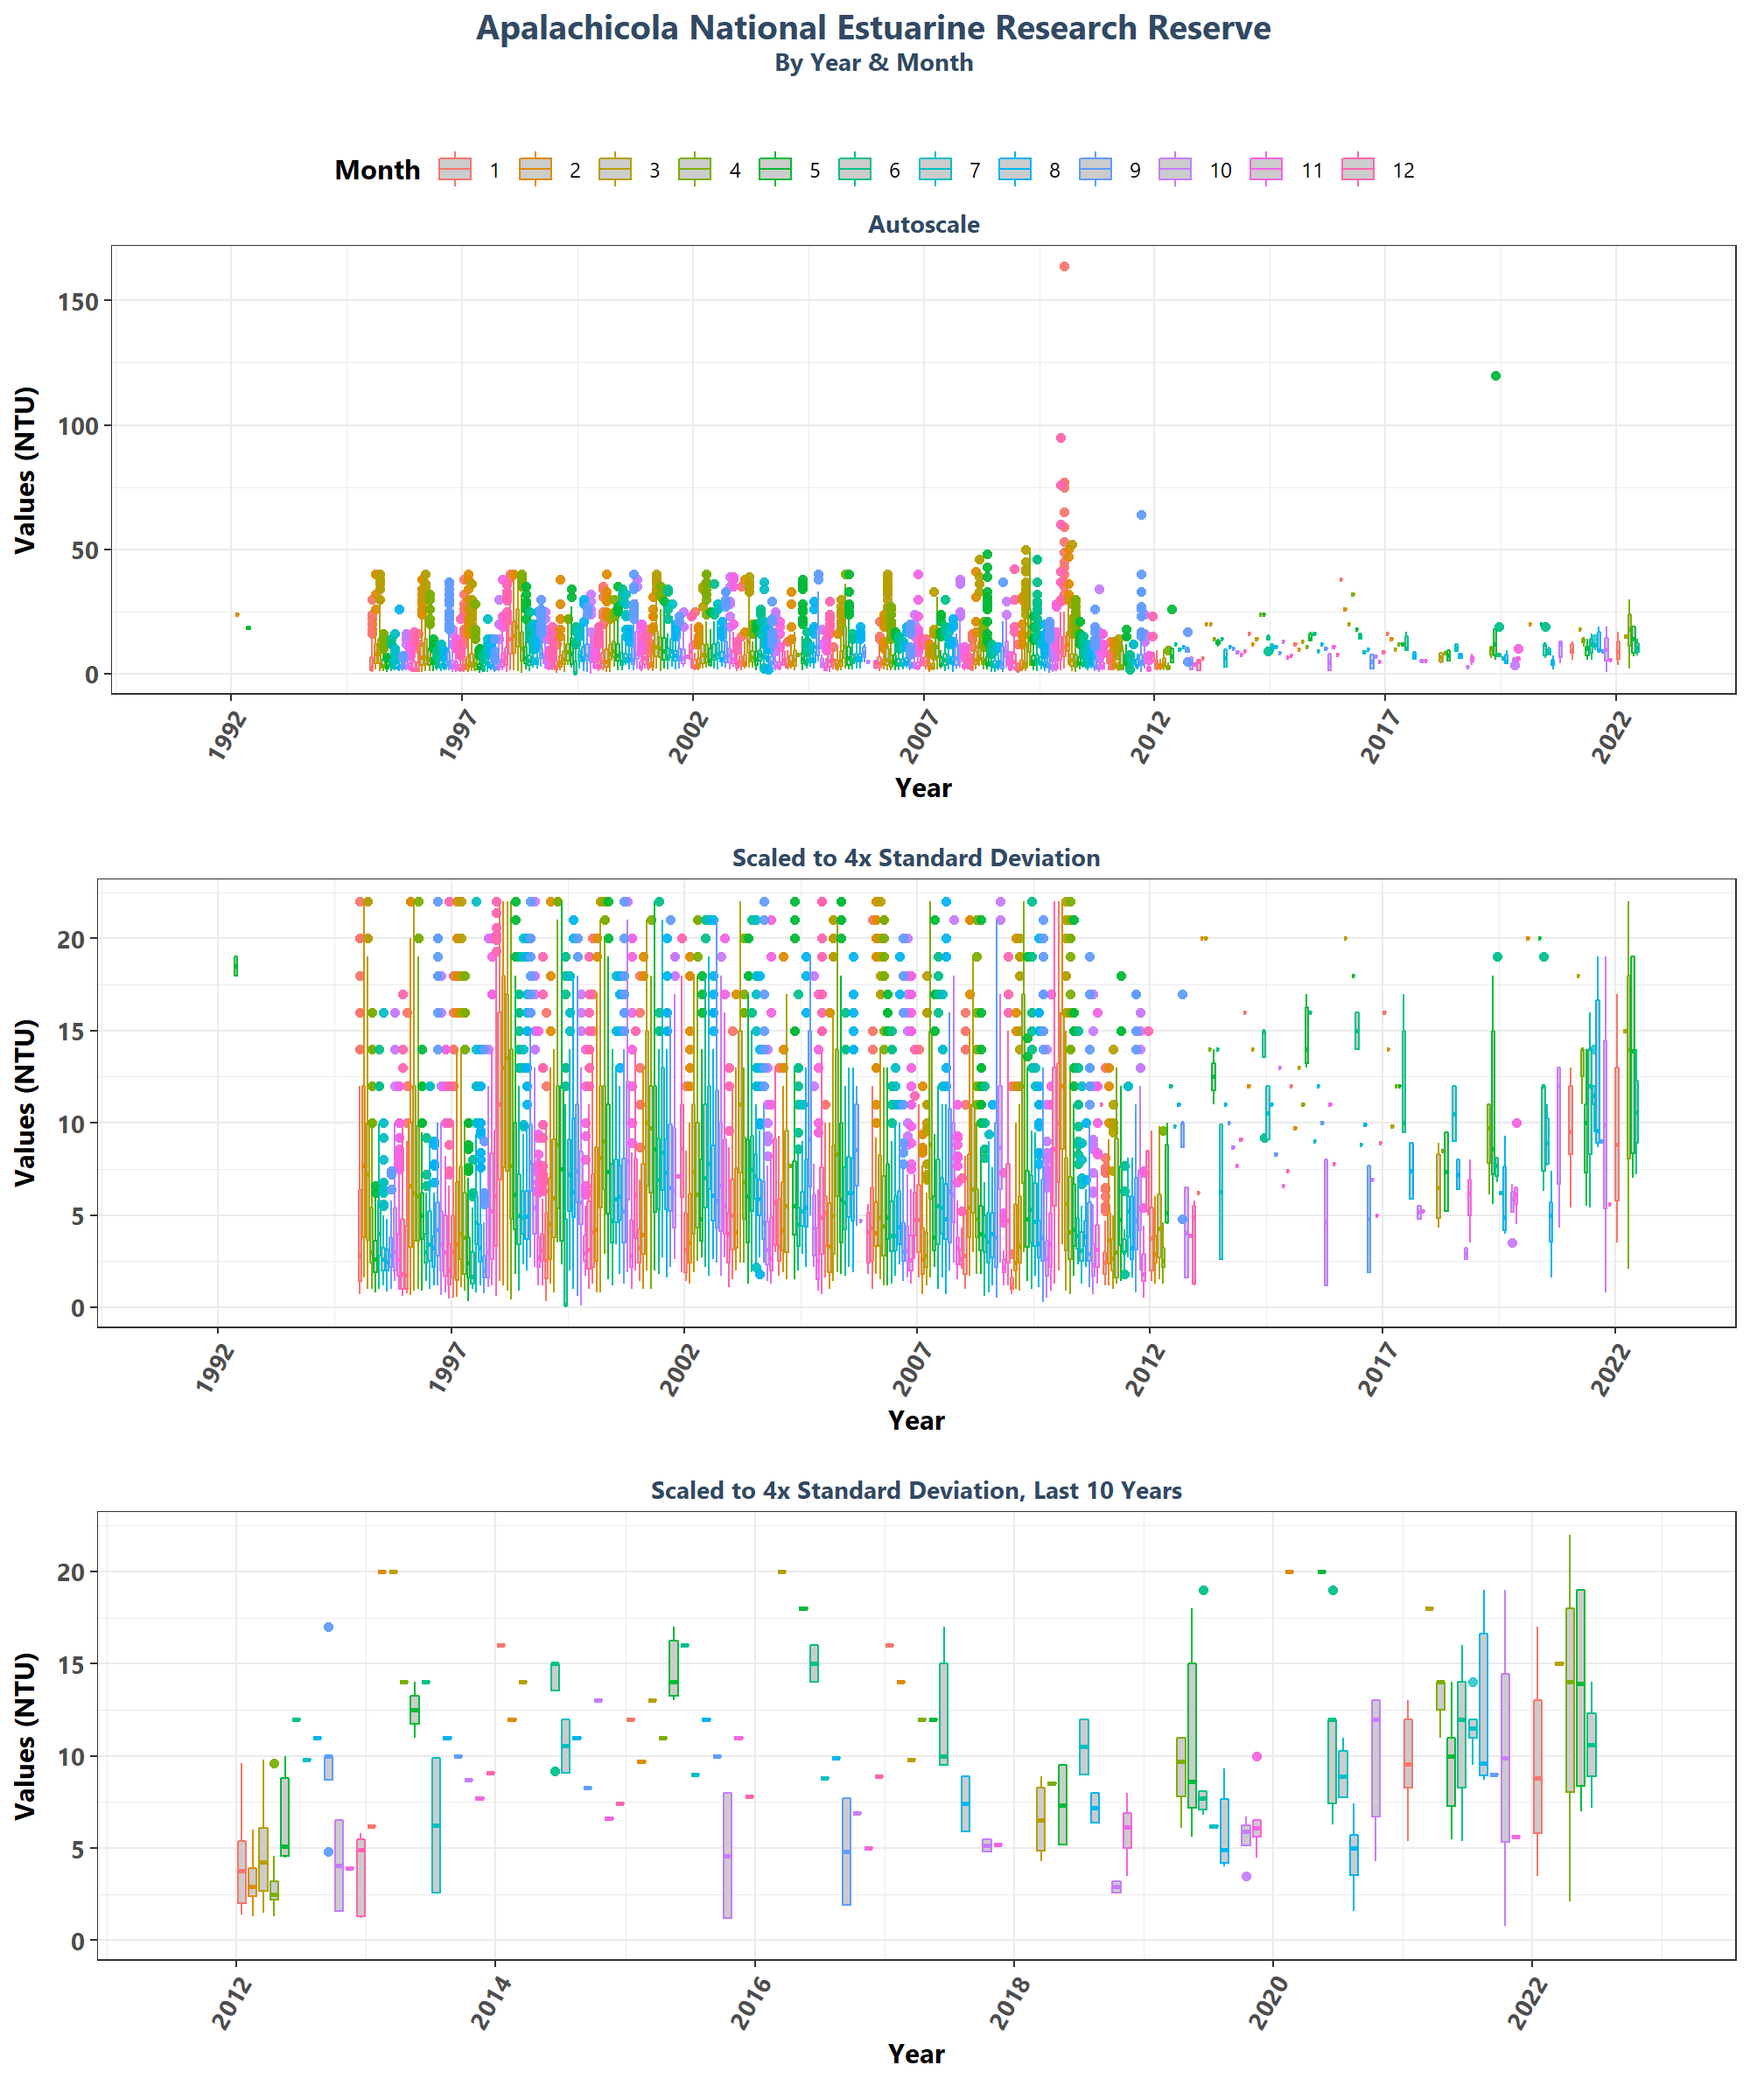 Apalachicola National Estuarine Research Reserve
By Year & Month
Month 1 2 3 4 5 6 7 8 9 10 11 12
Autoscale
Values (NTU)
150
100
50
0
1992 1997 2002 2007 2012 2017 2022
Year
Scaled to 4x Standard Deviation
Values (NTU)
20
15
10
5
0
1992 1997 2002 2007 2012 2017 2022
Year
Scaled to 4x Standard Deviation, Last 10 Years
Values (NTU)
20
15
10
5
0
2012 2014 2016 2018 2020 2022
Year